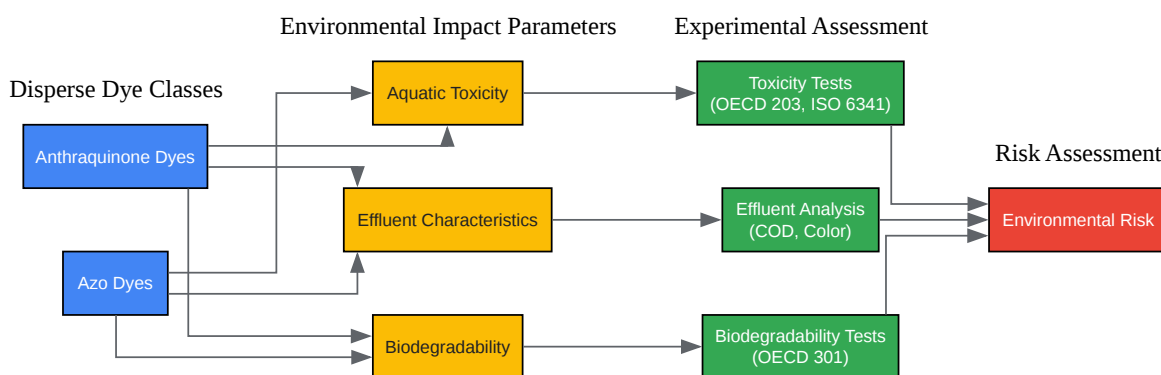 Environmental Impact Parameters
Experimental Assessment
Disperse Dye Classes
Aquatic Toxicity
Toxicity Tests
(OECD 203, ISO 6341)
Anthraquinone Dyes
Risk Assessment
Effluent Characteristics
Effluent Analysis
(COD, Color)
Environmental Risk
Azo Dyes
Biodegradability
Biodegradability Tests
(OECD 301)